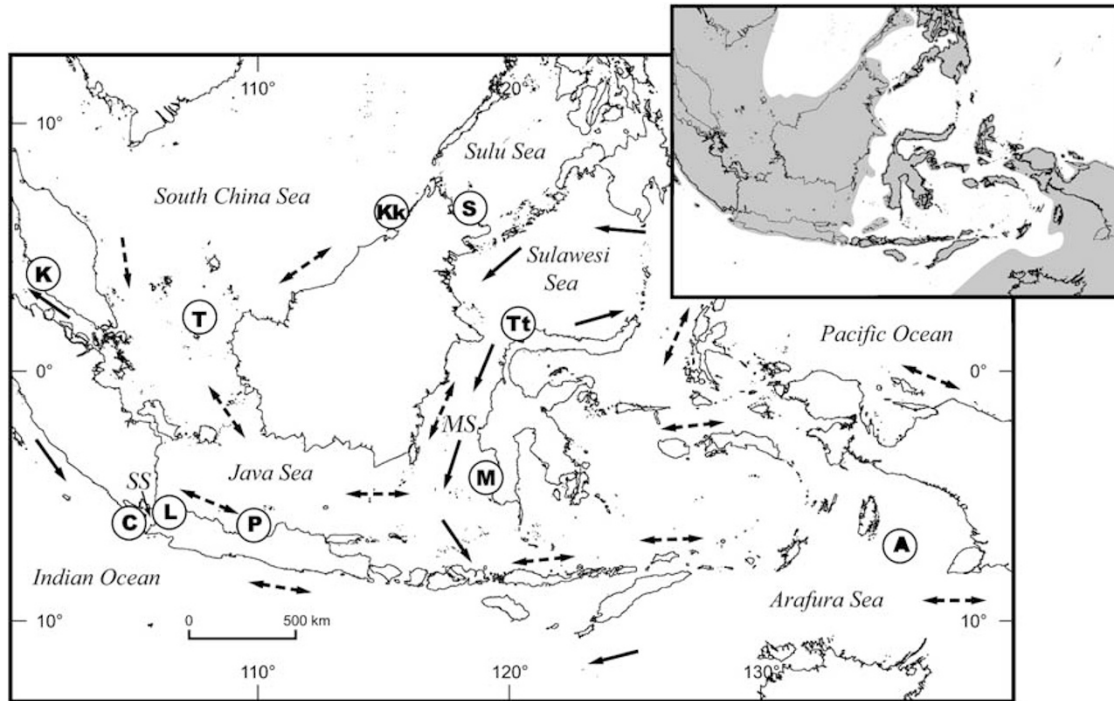 110°
120°
10°
Sulu Sea
South China Sea
Kk
S
Sulawesi
Sea
K
T
Tt
Pacific Ocean
0°
0°
MS
Java Sea
M
SS
C
L
P
A
Indian Ocean
Arafura Sea
0
500 km
10°
10°
110°
120°
130°